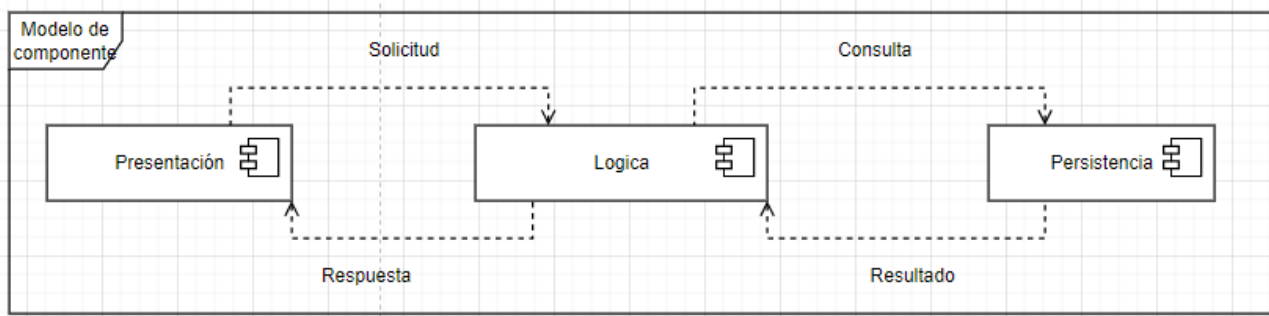 Modelo de
componente
Solicitud
Consulta
Presentación
Logica
Persistencia
Respuesta
Resultado